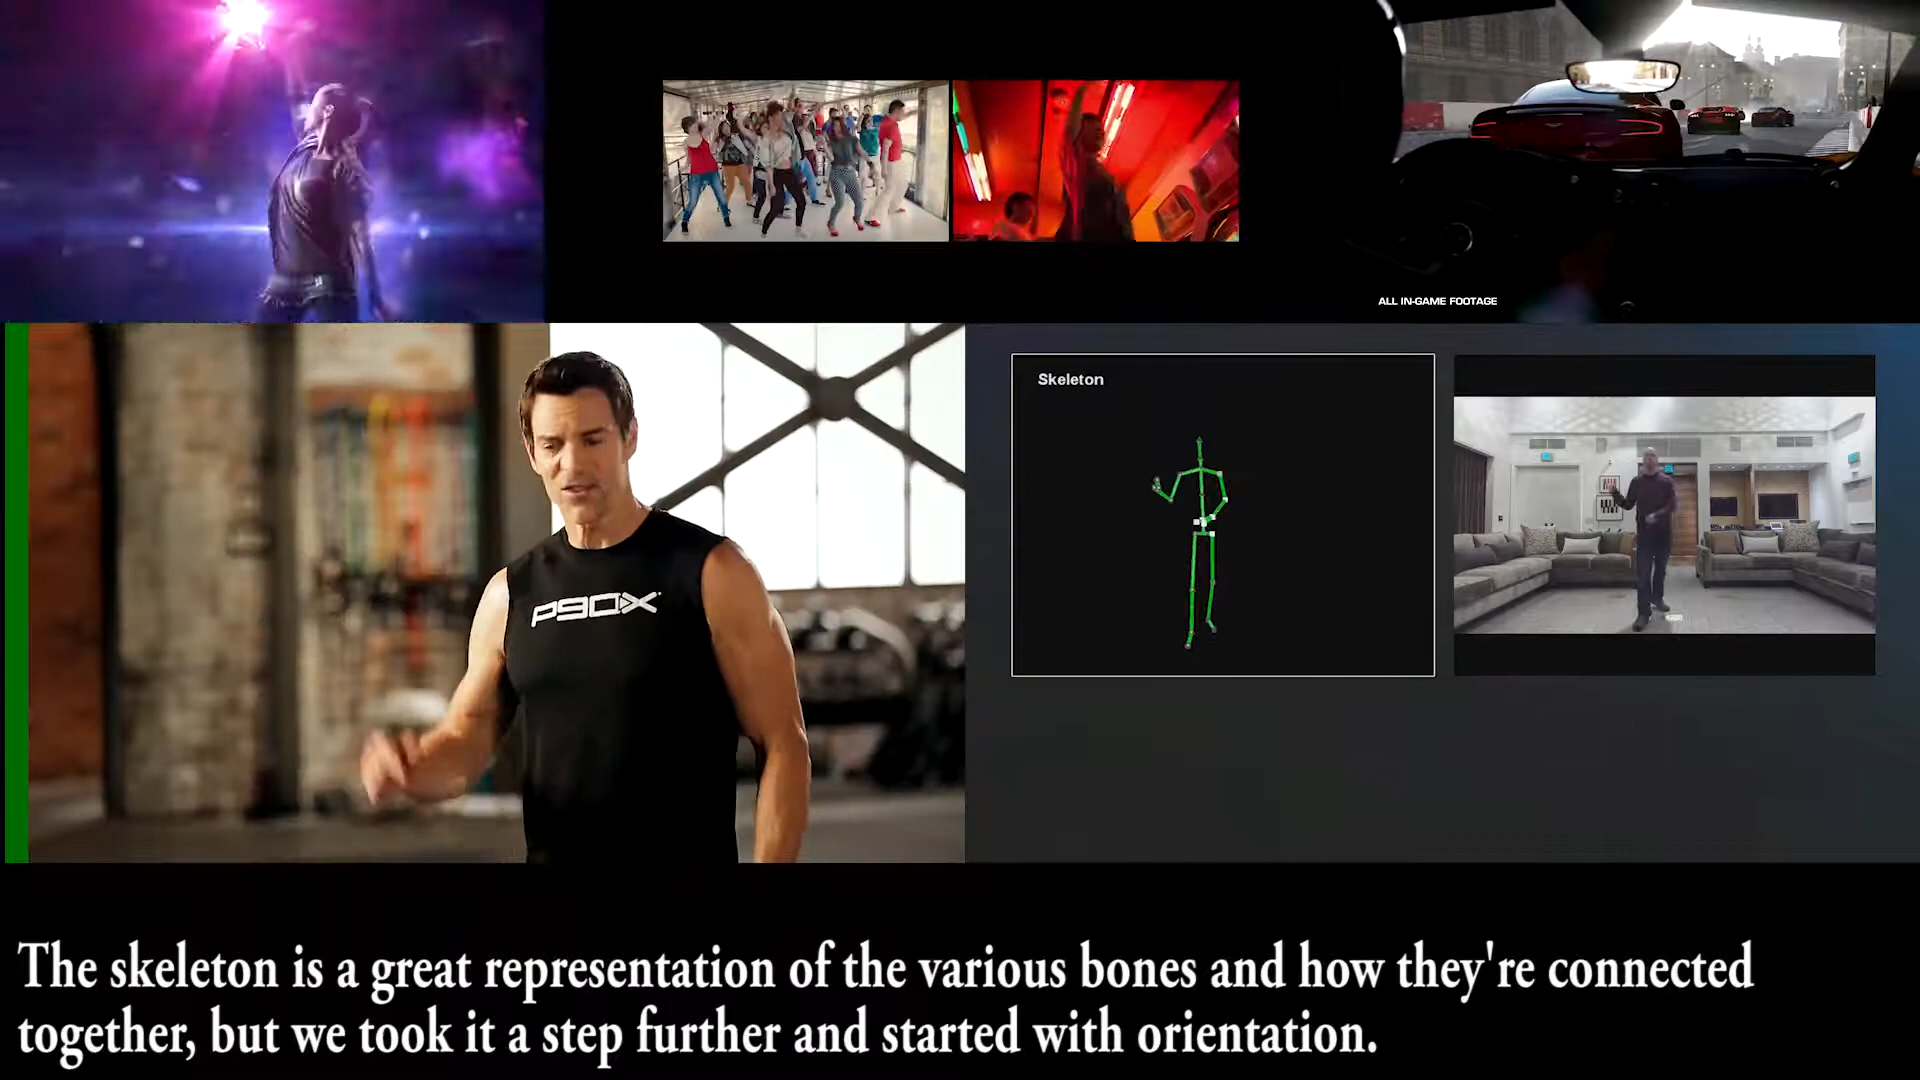 ALL IN-GAME FOOTAGE
Skeleton
P90X
The skeleton is a great representation of the various bones and how they're connected
together, but we took it a step further and started with orientation.